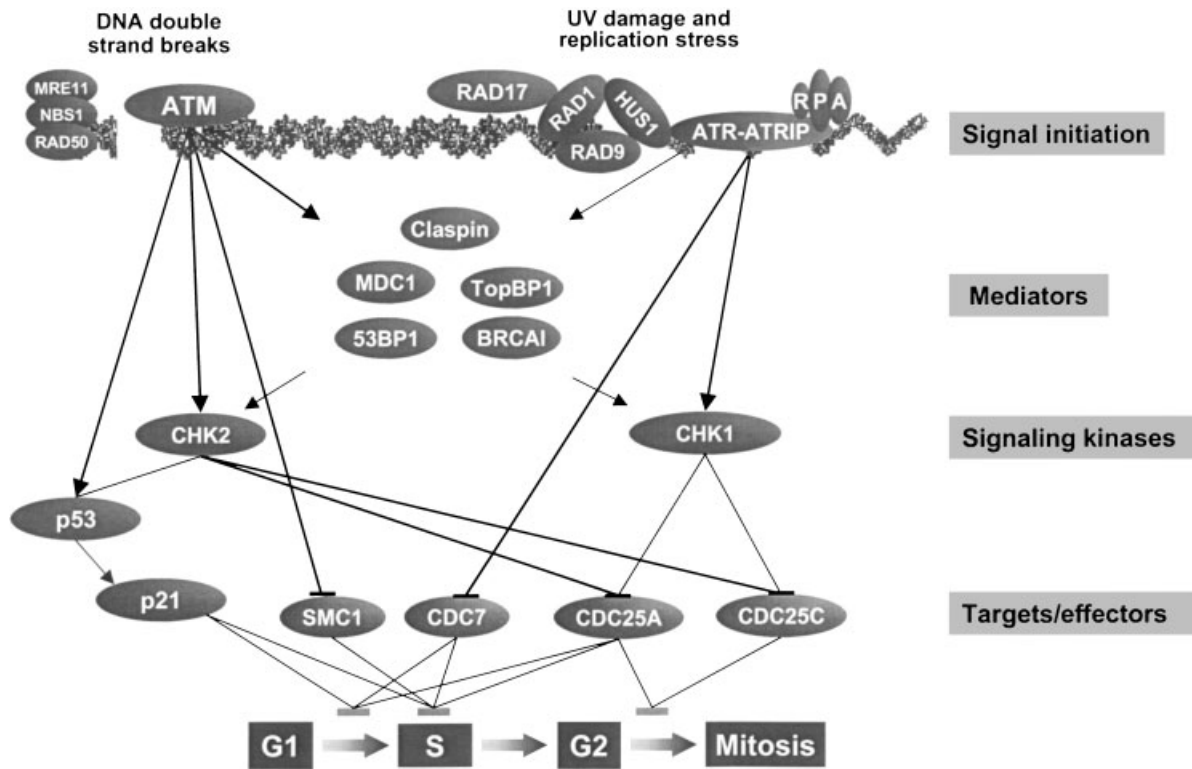 DNA double
strand breaks
UV damage and
replication stress
MRE11
NBS1
RAD50
ATM
RAD17
RAD1
HUS1
RAD9
ATR-ATRIP
RPA
Signal initiation
Claspin
MDC1
TopBP1
53BP1
BRCAI
Mediators
CHK2
CHK1
Signaling kinases
p53
p21
SMC1
CDC7
CDC25A
CDC25C
Targets/effectors
G1
S
G2
Mitosis